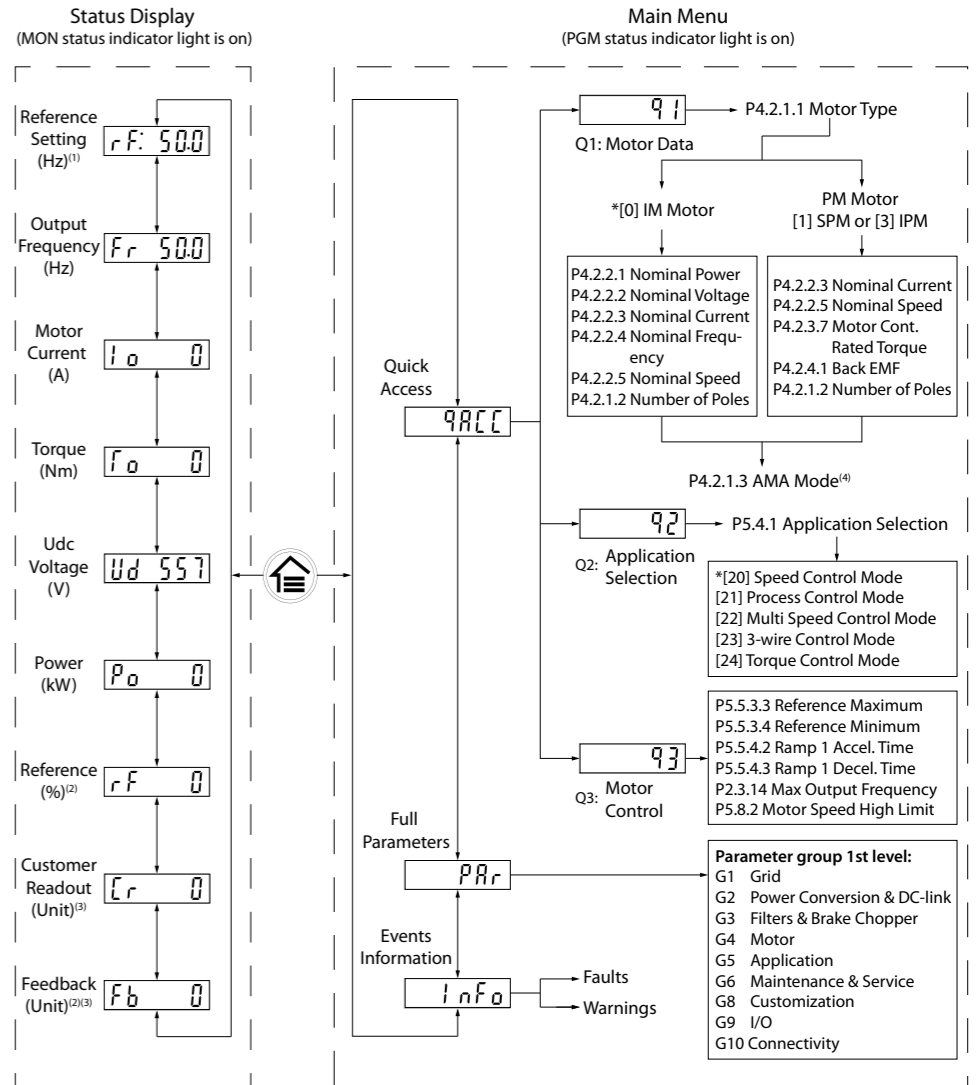 Status Display
(MON status indicator light is on)
Reference
Setting
(Hz)(1)
rF: 50.0
Output
Frequency
(Hz)
Fr 50.0
Motor
Current
(A)
Io 0
Torque
(Nm)
To 0
Udc
Voltage
(V)
Ud 557
Power
(kW)
Po 0
Reference
(%)(2)
rF 0
Customer
Readout
(Unit)(3)
Cr 0
Feedback
(Unit)(2)(3)
Fb 0
Main Menu
(PGM status indicator light is on)
Quick
Access
qACC
q1
Q1: Motor Data
P4.2.1.1 Motor Type
*[0] IM Motor
PM Motor
[1] SPM or [3] IPM
P4.2.2.1 Nominal Power
P4.2.2.2 Nominal Voltage
P4.2.2.3 Nominal Current
P4.2.2.4 Nominal Frequ-
ency
P4.2.2.5 Nominal Speed
P4.2.1.2 Number of Poles
P4.2.2.3 Nominal Current
P4.2.2.5 Nominal Speed
P4.2.3.7 Motor Cont.
Rated Torque
P4.2.4.1 Back EMF
P4.2.1.2 Number of Poles
P4.2.1.3 AMA Mode(4)
q2
Q2: Application
Selection
P5.4.1 Application Selection
*[20] Speed Control Mode
[21] Process Control Mode
[22] Multi Speed Control Mode
[23] 3-wire Control Mode
[24] Torque Control Mode
q3
Q3: Motor
Control
P5.5.3.3 Reference Maximum
P5.5.3.4 Reference Minimum
P5.5.4.2 Ramp 1 Accel. Time
P5.5.4.3 Ramp 1 Decel. Time
P2.3.14 Max Output Frequency
P5.8.2 Motor Speed High Limit
Full
Parameters
PAr
Parameter group 1st level:
G1 Grid
G2 Power Conversion & DC-link
G3 Filters & Brake Chopper
G4 Motor
G5 Application
G6 Maintenance & Service
G8 Customization
G9 I/O
G10 Connectivity
Events
Information
InFo
Faults
Warnings